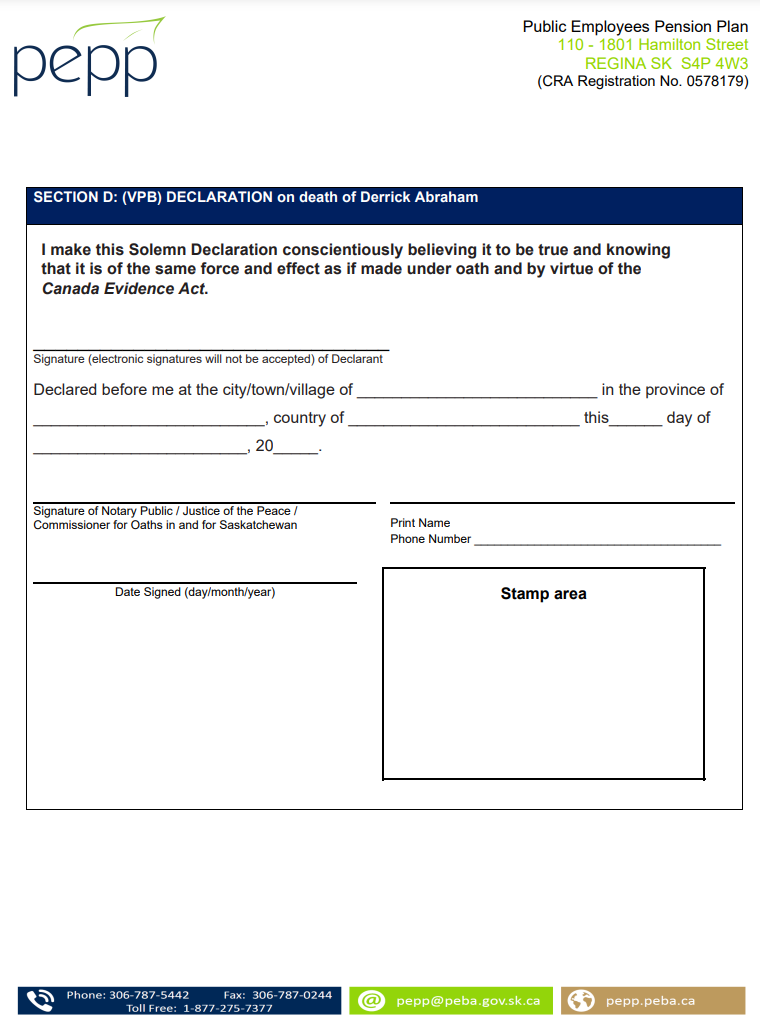 pepp
Public Employees Pension Plan
110 - 1801 Hamilton Street
REGINA SK S4P 4W3
(CRA Registration No. 0578179)
SECTION D: (VPB) DECLARATION on death of Derrick Abraham
I make this Solemn Declaration conscientiously believing it to be true and knowing
that it is of the same force and effect as if made under oath and by virtue of the
Canada Evidence Act.
Signature (electronic signatures will not be accepted) of Declarant
Declared before me at the city/town/village of ___________________________ in the province of
__________________________, country of __________________________ this______ day of
________________________, 20_____.
Signature of Notary Public / Justice of the Peace /
Commissioner for Oaths in and for Saskatchewan
Print Name
Phone Number ______________________________________
Date Signed (day/month/year)
Stamp area
Phone: 306-787-5442 Fax: 306-787-0244
Toll Free: 1-877-275-7377
@ pepp@peba.gov.sk.ca
pepp.peba.ca